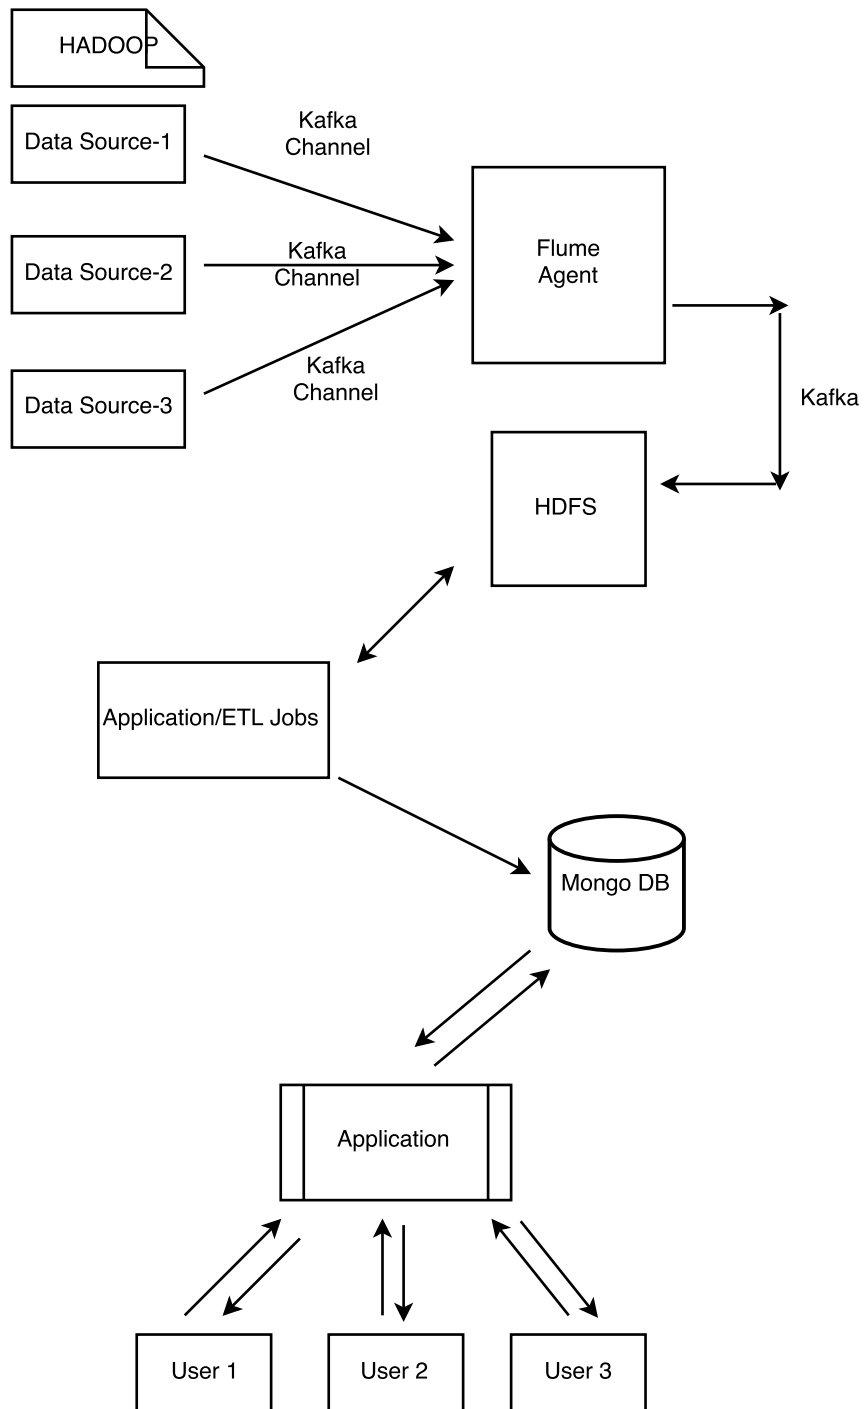 HADOOP
Data Source-1
Kafka
Channel
Flume
Agent
Data Source-2
Kafka
Channel
Data Source-3
Kafka
Channel
Kafka
HDFS
Application/ETL Jobs
Mongo DB
Application
User 1
User 2
User 3